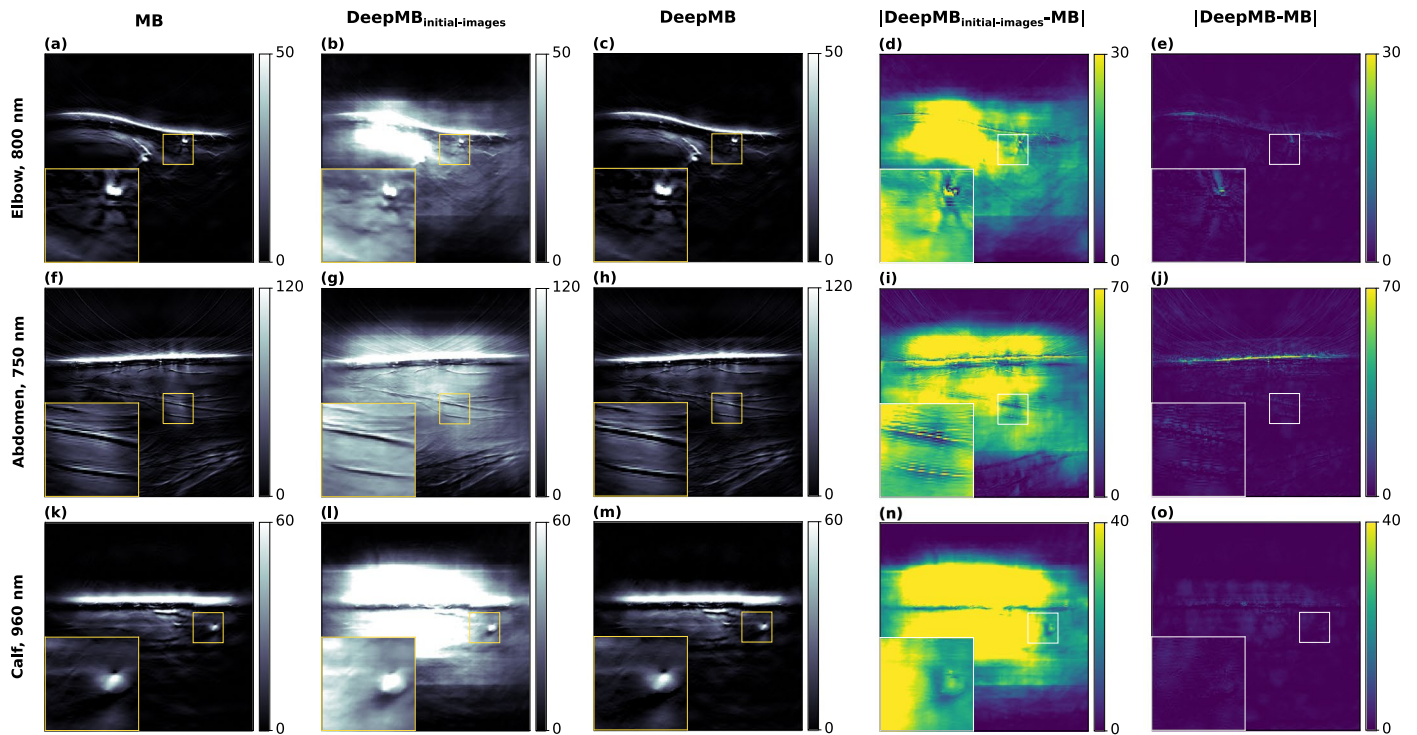 MB DeepMBinitial-images DeepMB |DeepMBinitial-images-MB| |DeepMB-MB|
(a) (b) (c) (d) (e)
50 50 50 30 30
Elbow, 800 nm
0 0 0 0 0
(f) (g) (h) (i) (j)
120 120 120 70 70
Abdomen, 750 nm
0 0 0 0 0
(k) (l) (m) (n) (o)
60 60 60 40 40
Calf, 960 nm
0 0 0 0 0